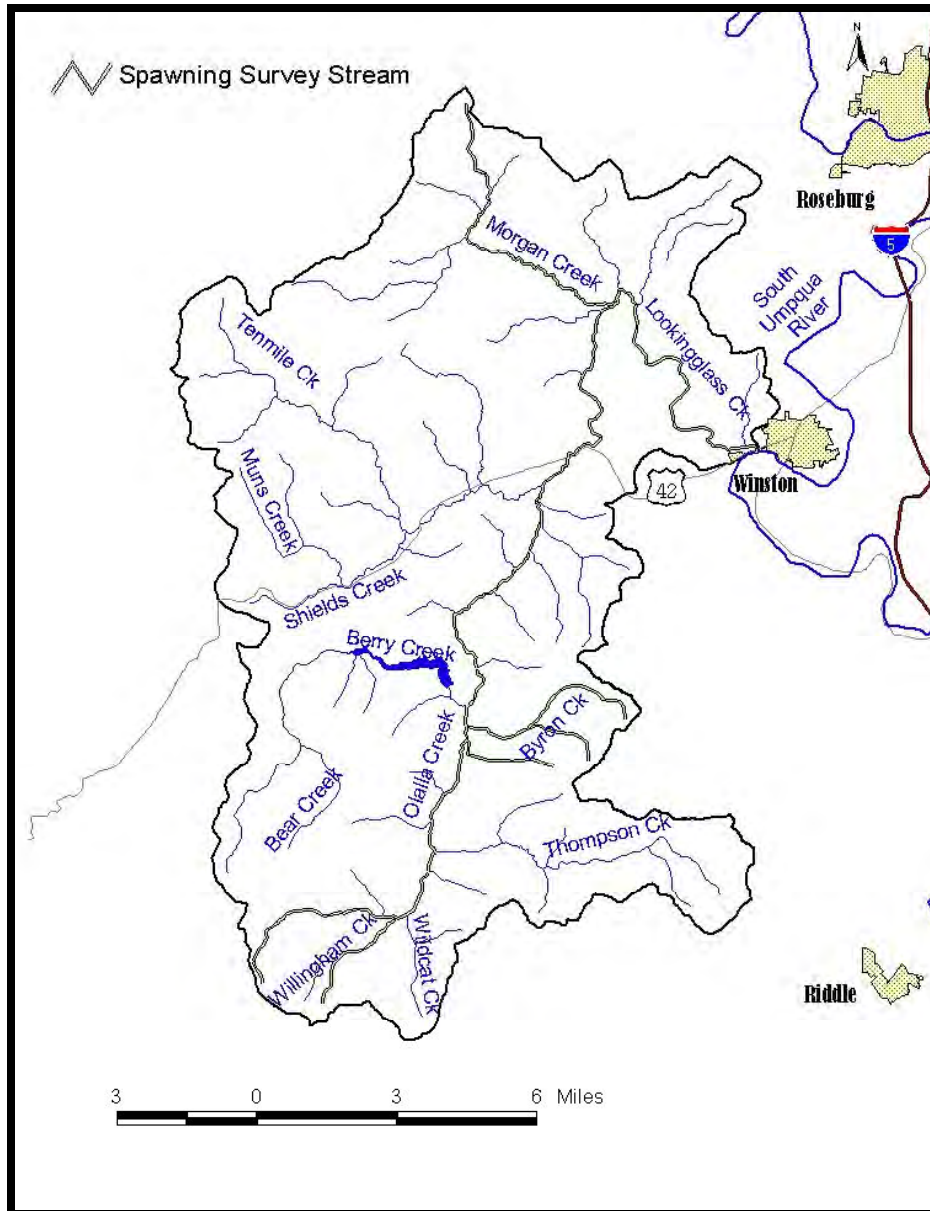 N
Spawning Survey Stream
Roseburg
5
Morgan Creek
South
Umpqua
River
Lookingglass Ck
Tenmile Ck
Muns Creek
Winston
42
Shields Creek
Berry Creek
Byron Ck
Olalla Creek
Bear Creek
Thompson Ck
Willingham Ck
Wildcat Ck
Riddle
3 0 3 6 Miles